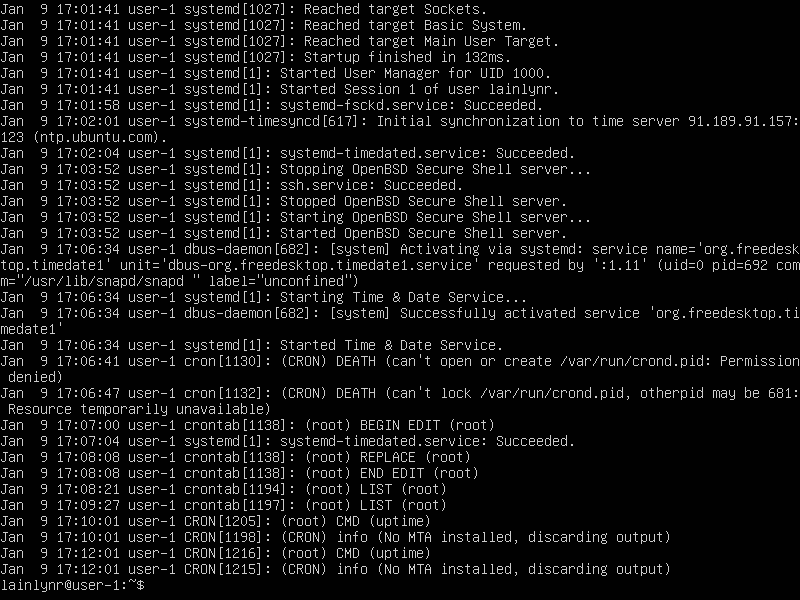 Jan  9 17:01:41 user-1 systemd[1027]: Reached target Sockets.
Jan  9 17:01:41 user-1 systemd[1027]: Reached target Basic System.
Jan  9 17:01:41 user-1 systemd[1027]: Reached target Main User Target.
Jan  9 17:01:41 user-1 systemd[1027]: Startup finished in 132ms.
Jan  9 17:01:41 user-1 systemd[1]: Started User Manager for UID 1000.
Jan  9 17:01:41 user-1 systemd[1]: Started Session 1 of user lainlynr.
Jan  9 17:01:58 user-1 systemd[1]: systemd-fsckd.service: Succeeded.
Jan  9 17:02:01 user-1 systemd-timesyncd[617]: Initial synchronization to time server 91.189.91.157:
123 (ntp.ubuntu.com).
Jan  9 17:02:04 user-1 systemd[1]: systemd-timedated.service: Succeeded.
Jan  9 17:03:52 user-1 systemd[1]: Stopping OpenBSD Secure Shell server...
Jan  9 17:03:52 user-1 systemd[1]: ssh.service: Succeeded.
Jan  9 17:03:52 user-1 systemd[1]: Stopped OpenBSD Secure Shell server.
Jan  9 17:03:52 user-1 systemd[1]: Starting OpenBSD Secure Shell server...
Jan  9 17:03:52 user-1 systemd[1]: Started OpenBSD Secure Shell server.
Jan  9 17:06:34 user-1 dbus-daemon[682]: [system] Activating via systemd: service name='org.freedesk
top.timedate1' unit='dbus-org.freedesktop.timedate1.service' requested by ':1.11' (uid=0 pid=692 com
m="/usr/lib/snapd/snapd " label="unconfined")
Jan  9 17:06:34 user-1 systemd[1]: Starting Time & Date Service...
Jan  9 17:06:34 user-1 dbus-daemon[682]: [system] Successfully activated service 'org.freedesktop.ti
medate1'
Jan  9 17:06:34 user-1 systemd[1]: Started Time & Date Service.
Jan  9 17:06:41 user-1 cron[1130]: (CRON) DEATH (can't open or create /var/run/crond.pid: Permission
 denied)
Jan  9 17:06:47 user-1 cron[1132]: (CRON) DEATH (can't lock /var/run/crond.pid, otherpid may be 681:
 Resource temporarily unavailable)
Jan  9 17:07:00 user-1 crontab[1138]: (root) BEGIN EDIT (root)
Jan  9 17:07:04 user-1 systemd[1]: systemd-timedated.service: Succeeded.
Jan  9 17:08:08 user-1 crontab[1138]: (root) REPLACE (root)
Jan  9 17:08:08 user-1 crontab[1138]: (root) END EDIT (root)
Jan  9 17:08:21 user-1 crontab[1194]: (root) LIST (root)
Jan  9 17:09:27 user-1 crontab[1197]: (root) LIST (root)
Jan  9 17:10:01 user-1 CRON[1205]: (root) CMD (uptime)
Jan  9 17:10:01 user-1 CRON[1198]: (CRON) info (No MTA installed, discarding output)
Jan  9 17:12:01 user-1 CRON[1216]: (root) CMD (uptime)
Jan  9 17:12:01 user-1 CRON[1215]: (CRON) info (No MTA installed, discarding output)
lainlynr@user-1:~$